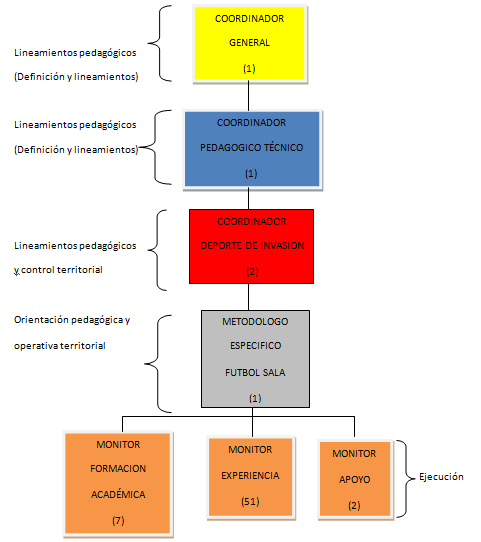 COORDINADOR
GENERAL
(1)
Lineamientos pedagógicos
(Definición y lineamientos)
COORDINADOR
PEDAGOGICO TÉCNICO
(1)
Lineamientos pedagógicos
(Definición y lineamientos)
COORDINADOR
DEPORTE DE INVASION
(2)
Lineamientos pedagógicos
y control territorial
METODOLOGO
ESPECIFICO
FUTBOL SALA
(1)
Orientación pedagógica y
operativa territorial
MONITOR
FORMACION
ACADÉMICA
(7)
MONITOR
EXPERIENCIA
(51)
MONITOR
APOYO
(2)
Ejecución